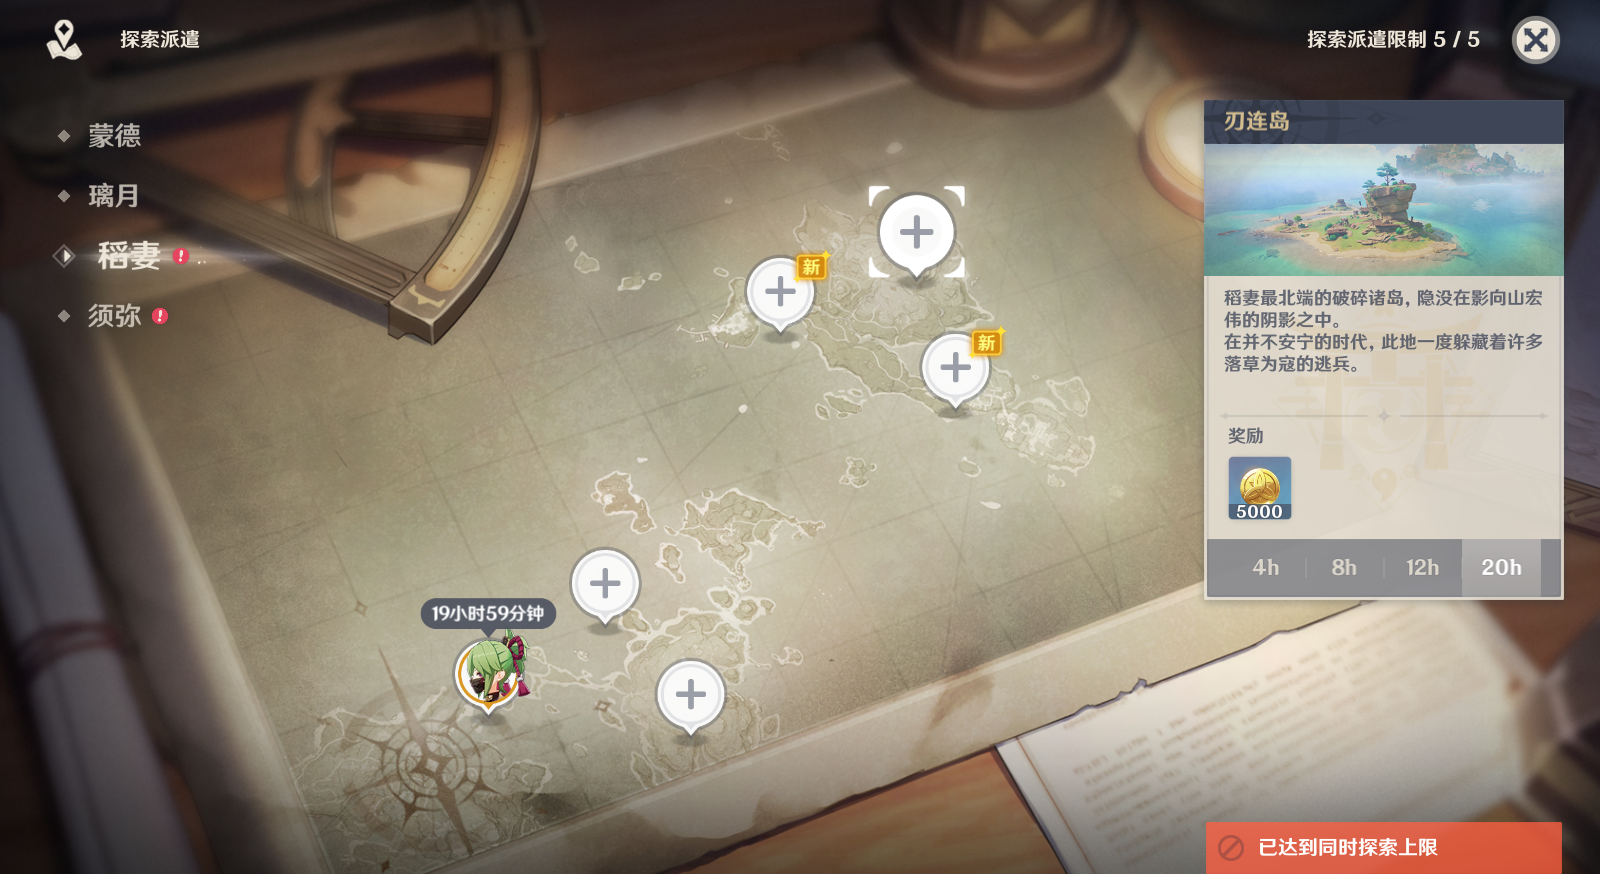 探索派遣
探索派遣限制 5 / 5
蒙德
璃月
稻妻
须弥
新
新
19小时59分钟
刃连岛
稻妻最北端的破碎诸岛，隐没在影向山宏
伟的阴影之中。
在并不安宁的时代，此地一度躲藏着许多
落草为寇的逃兵。
奖励
5000
4h
8h
12h
20h
已达到同时探索上限